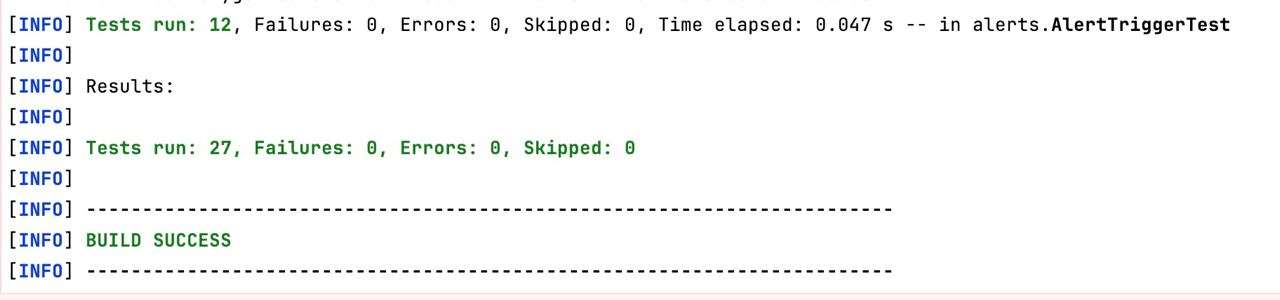 [INFO] Tests run: 12, Failures: 0, Errors: 0, Skipped: 0, Time elapsed: 0.047 s -- in alerts.AlertTriggerTest
[INFO]
[INFO] Results:
[INFO]
[INFO] Tests run: 27, Failures: 0, Errors: 0, Skipped: 0
[INFO]
[INFO] ------------------------------------------------------------------------
[INFO] BUILD SUCCESS
[INFO] ------------------------------------------------------------------------